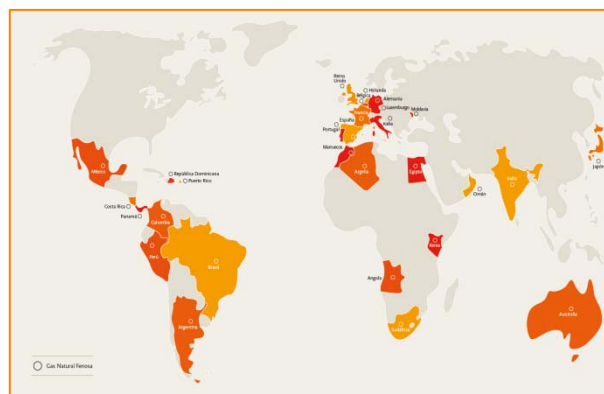 Reino
Unido
Holanda
Bélgica
Alemania
Luxemburgo
Francia
Moldavia
España
Italia
Portugal
Marruecos
Argelia
Egipto
Omán
India
Japón
México
República Dominicana
Puerto Rico
Costa Rica
Panamá
Colombia
Perú
Brasil
Kenia
Angola
Sudáfrica
Argentina
Australia
Gas Natural Fenosa